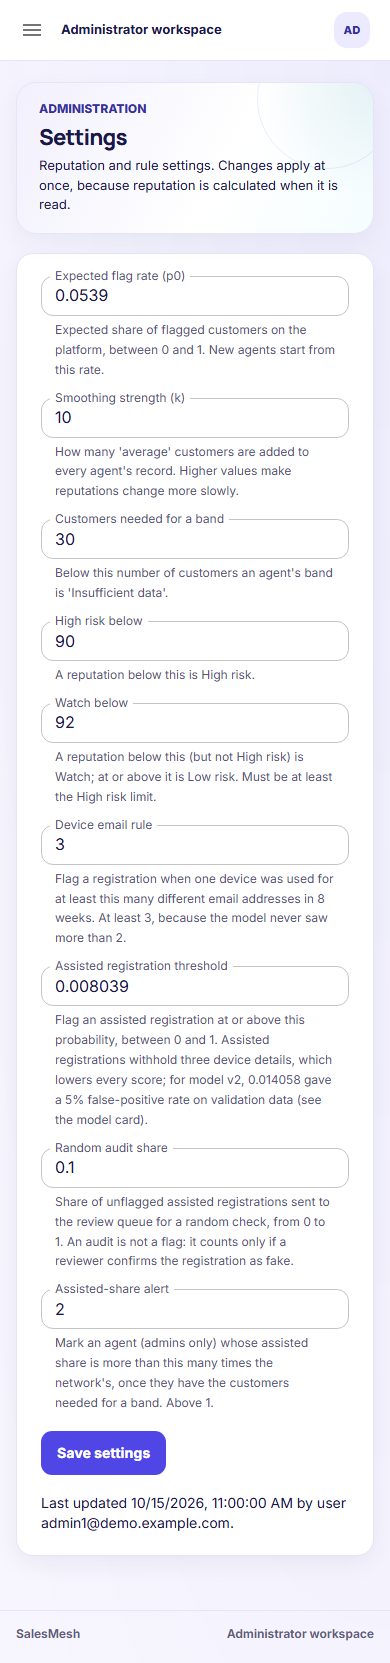 Administrator workspace
AD
ADMINISTRATION
Settings
Reputation and rule settings. Changes apply at
once, because reputation is calculated when it is
read.
Expected flag rate (p0)
0.0539
Expected share of flagged customers on the
platform, between 0 and 1. New agents start from
this rate.
Smoothing strength (k)
10
How many 'average' customers are added to
every agent's record. Higher values make
reputations change more slowly.
Customers needed for a band
30
Below this number of customers an agent's band
is 'Insufficient data'.
High risk below
90
A reputation below this is High risk.
Watch below
92
A reputation below this (but not High risk) is
Watch; at or above it is Low risk. Must be at least
the High risk limit.
Device email rule
3
Flag a registration when one device was used for
at least this many different email addresses in 8
weeks. At least 3, because the model never saw
more than 2.
Assisted registration threshold
0.008039
Flag an assisted registration at or above this
probability, between 0 and 1. Assisted
registrations withhold three device details, which
lowers every score; for model v2, 0.014058 gave
a 5% false-positive rate on validation data (see
the model card).
Random audit share
0.1
Share of unflagged assisted registrations sent to
the review queue for a random check, from 0 to
1. An audit is not a flag: it counts only if a
reviewer confirms the registration as fake.
Assisted-share alert
2
Mark an agent (admins only) whose assisted
share is more than this many times the
network's, once they have the customers
needed for a band. Above 1.
Save settings
Last updated 10/15/2026, 11:00:00 AM by user
admin1@demo.example.com.
SalesMesh
Administrator workspace